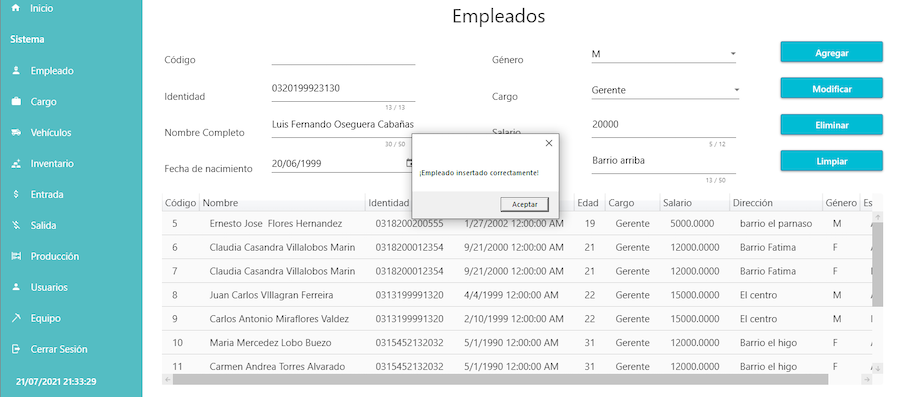 Inicio
Sistema
Empleado
Cargo
Vehículos
Inventario
Entrada
Salida
Producción
Usuarios
Equipo
Cerrar Sesión
21/07/2021 21:33:29
Empleados
Código
Género M
Agregar
Identidad 0320199923130
13 / 13
Cargo Gerente
Modificar
Nombre Completo Luis Fernando Oseguera Cabañas
30 / 50
Salario 20000
5 / 12
Eliminar
Fecha de nacimiento 20/06/1999
Barrio arriba
13 / 50
Limpiar
¡Empleado insertado correctamente!
Aceptar
Código Nombre Identidad Edad Cargo Salario Dirección Género Es
5 Ernesto Jose Flores Hernandez 0318200200555 1/27/2002 12:00:00 AM 19 Gerente 5000.0000 barrio el parnaso M
6 Claudia Casandra Villalobos Marin 0318200012354 9/21/2000 12:00:00 AM 21 Gerente 12000.0000 Barrio Fatima F
7 Claudia Casandra Villalobos Marin 0318200012354 9/21/2000 12:00:00 AM 21 Gerente 12000.0000 Barrio Fatima F
8 Juan Carlos VIllagran Ferreira 0313199991320 4/4/1999 12:00:00 AM 22 Gerente 15000.0000 El centro M
9 Carlos Antonio Miraflores Valdez 0313199991320 2/10/1999 12:00:00 AM 22 Gerente 15000.0000 El centro M
10 Maria Mercedez Lobo Buezo 0315452132032 5/1/1990 12:00:00 AM 31 Gerente 12000.0000 Barrio el higo F
11 Carmen Andrea Torres Alvarado 0315452132032 5/1/1990 12:00:00 AM 31 Gerente 12000.0000 Barrio el higo F